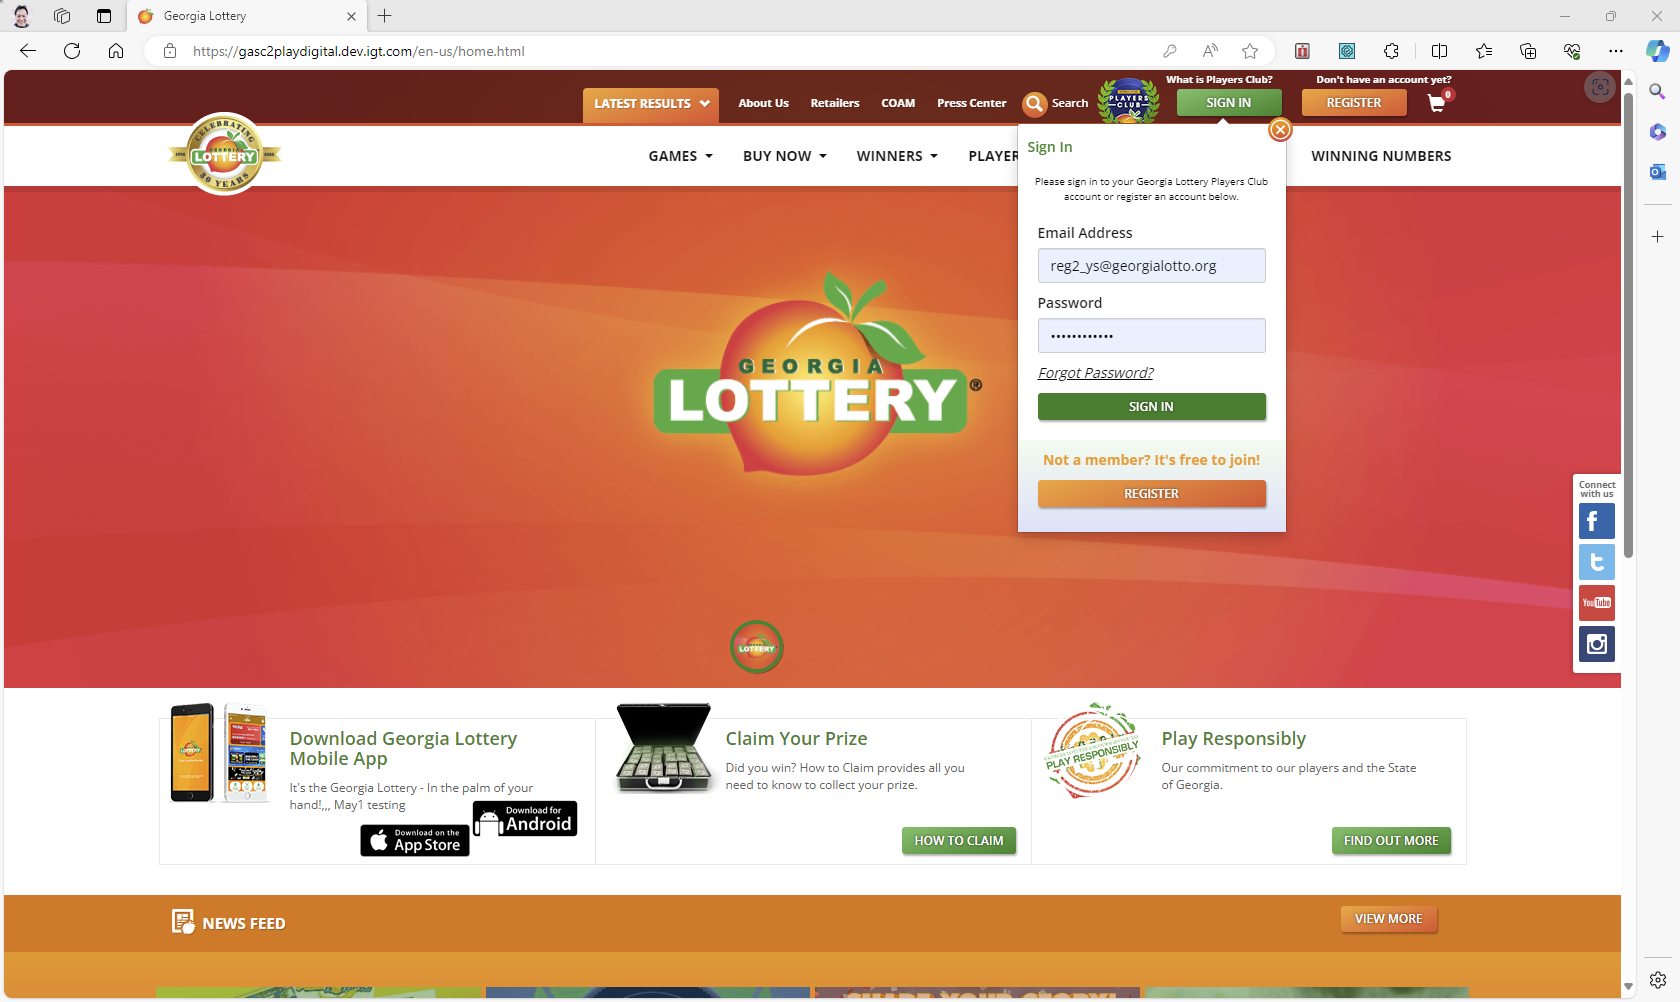 Georgia Lottery
https://gasc2playdigital.dev.igt.com/en-us/home.html
What is Players Club?
Don't have an account yet?
LATEST RESULTS
About Us
Retailers
COAM
Press Center
Search
PLAYERS
CLUB
SIGN IN
REGISTER
0
CELEBRATING
GEORGIA
LOTTERY
30 YEARS
GAMES
BUY NOW
WINNERS
PLAYER
WINNING NUMBERS
Sign In
Please sign in to your Georgia Lottery Players Club
account or register an account below.
Email Address
reg2_ys@georgialotto.org
Password
••••••••••••
Forgot Password?
SIGN IN
Not a member? It's free to join!
REGISTER
GEORGIA
LOTTERY®
LOTTERY
Connect
with us
YouTube
Download Georgia Lottery
Mobile App
It's the Georgia Lottery - In the palm of your
hand!,,, May1 testing
Download on the
App Store
Download for
Android
Claim Your Prize
Did you win? How to Claim provides all you
need to know to collect your prize.
HOW TO CLAIM
PLAY RESPONSIBLY
Play Responsibly
Our commitment to our players and the State
of Georgia.
FIND OUT MORE
NEWS FEED
VIEW MORE
SHARE YOUR STORY!